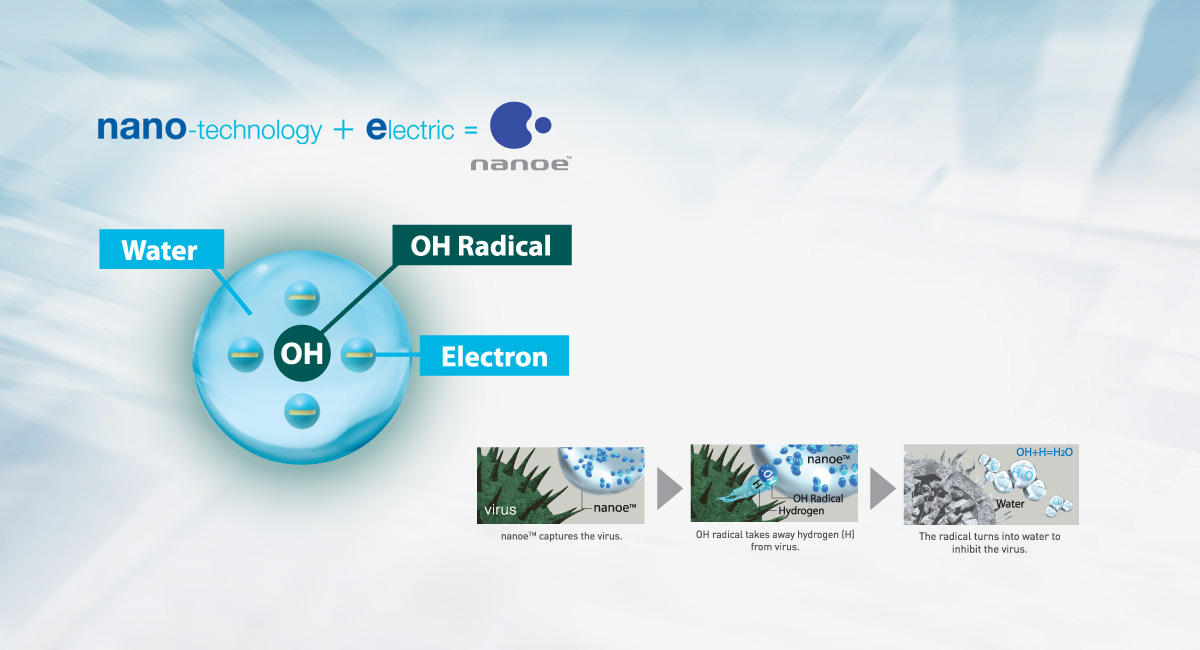 nano-technology + electric =
nanoe™
Water
OH Radical
OH
Electron
virus
nanoe™
nanoe™ captures the virus.
nanoe™
OH
H
OH Radical
Hydrogen
OH radical takes away hydrogen (H)
from virus.
OH+H=H2O
H2O
Water
The radical turns into water to
inhibit the virus.